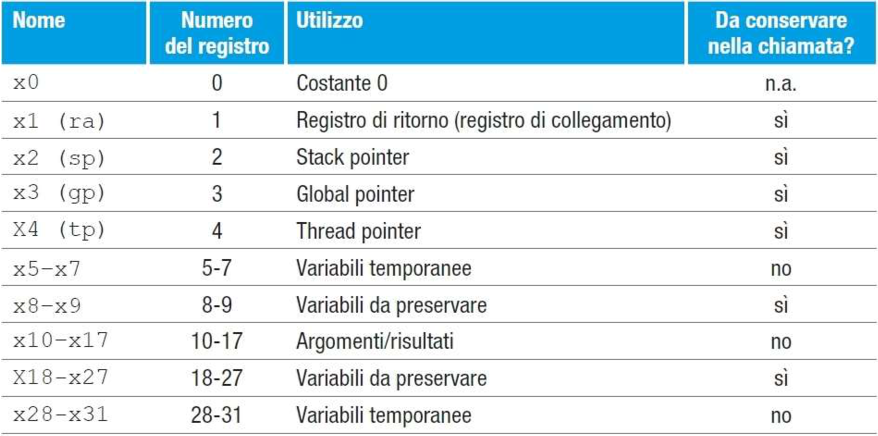 Nome Numero del registro Utilizzo Da conservare nella chiamata?
x0 0 Costante 0 n.a.
x1 (ra) 1 Registro di ritorno (registro di collegamento) sì
x2 (sp) 2 Stack pointer sì
x3 (gp) 3 Global pointer sì
X4 (tp) 4 Thread pointer sì
x5–x7 5-7 Variabili temporanee no
x8–x9 8-9 Variabili da preservare sì
x10–x17 10-17 Argomenti/risultati no
X18-x27 18-27 Variabili da preservare sì
x28–x31 28-31 Variabili temporanee no